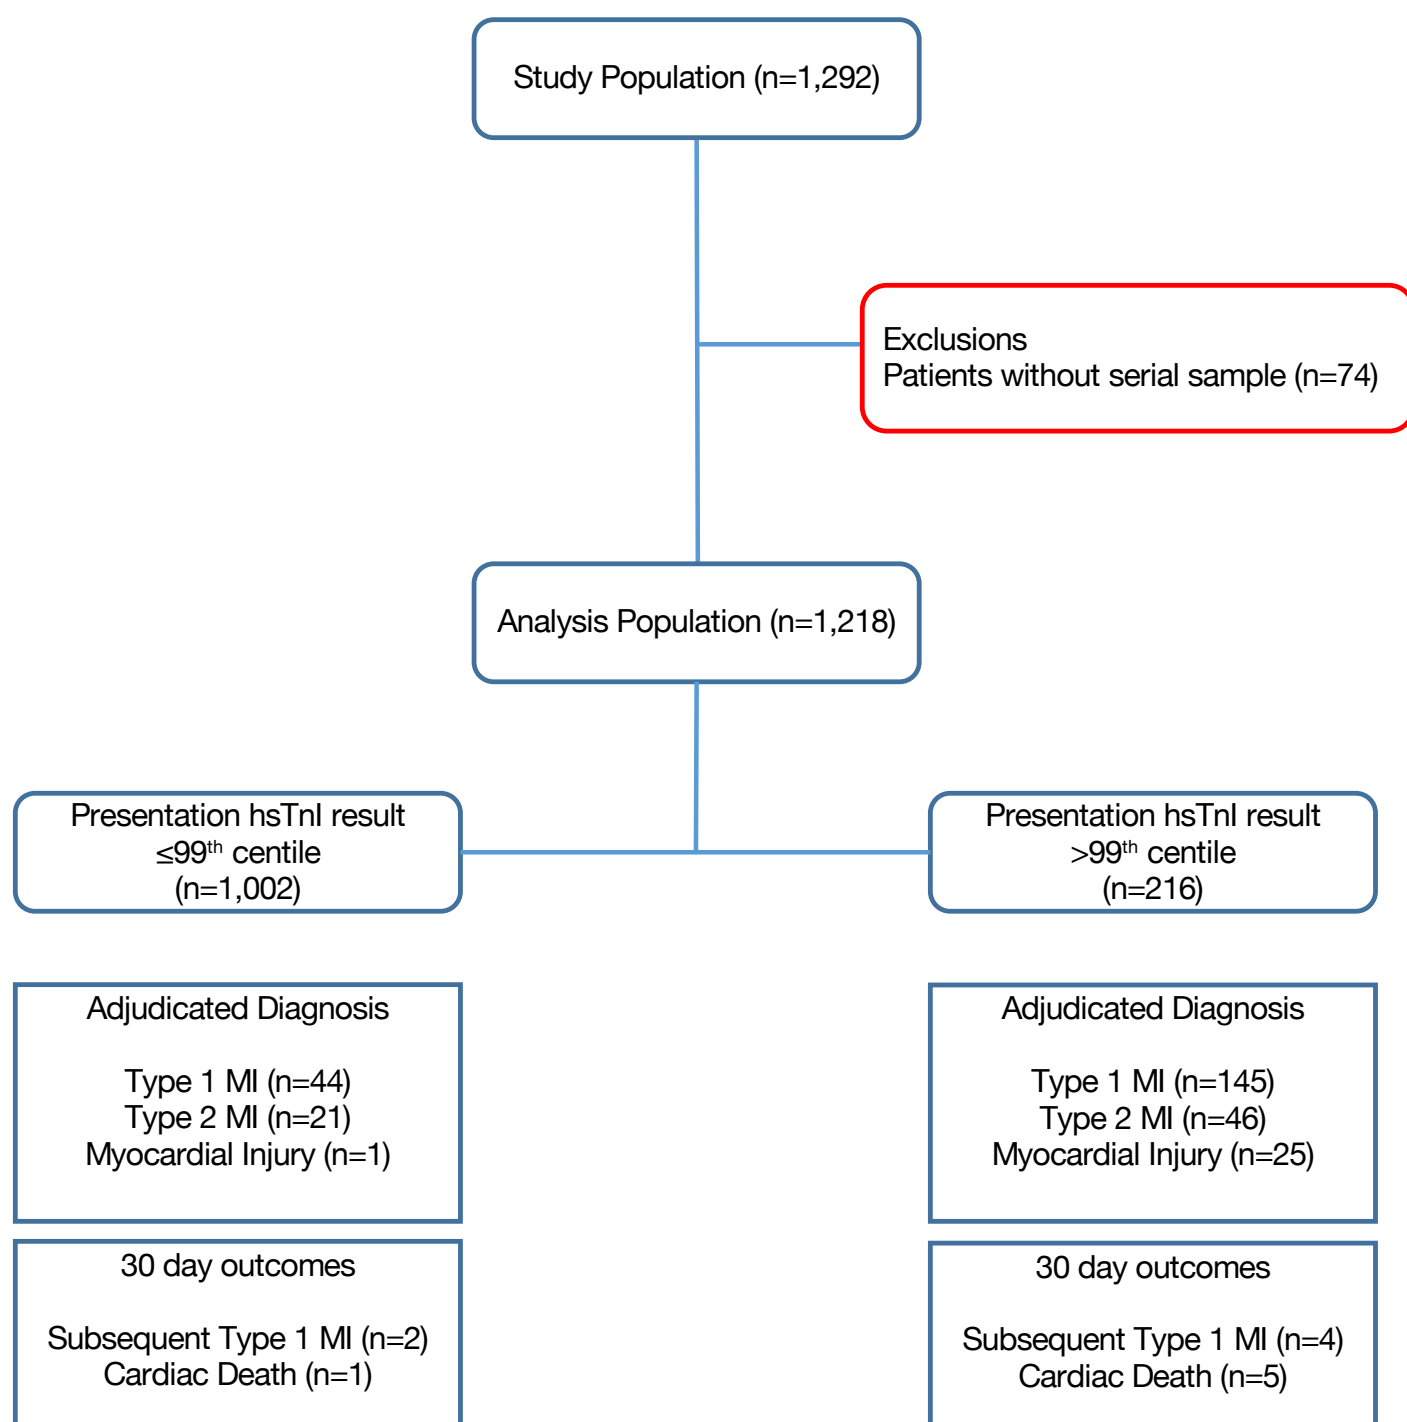 Study Population (n=1,292)
Exclusions
Patients without serial sample (n=74)
Analysis Population (n=1,218)
Presentation hsTnI result
≤99th centile
(n=1,002)
Presentation hsTnI result
>99th centile
(n=216)
Adjudicated Diagnosis
Type 1 MI (n=44)
Type 2 MI (n=21)
Myocardial Injury (n=1)
Adjudicated Diagnosis
Type 1 MI (n=145)
Type 2 MI (n=46)
Myocardial Injury (n=25)
30 day outcomes
Subsequent Type 1 MI (n=2)
Cardiac Death (n=1)
30 day outcomes
Subsequent Type 1 MI (n=4)
Cardiac Death (n=5)